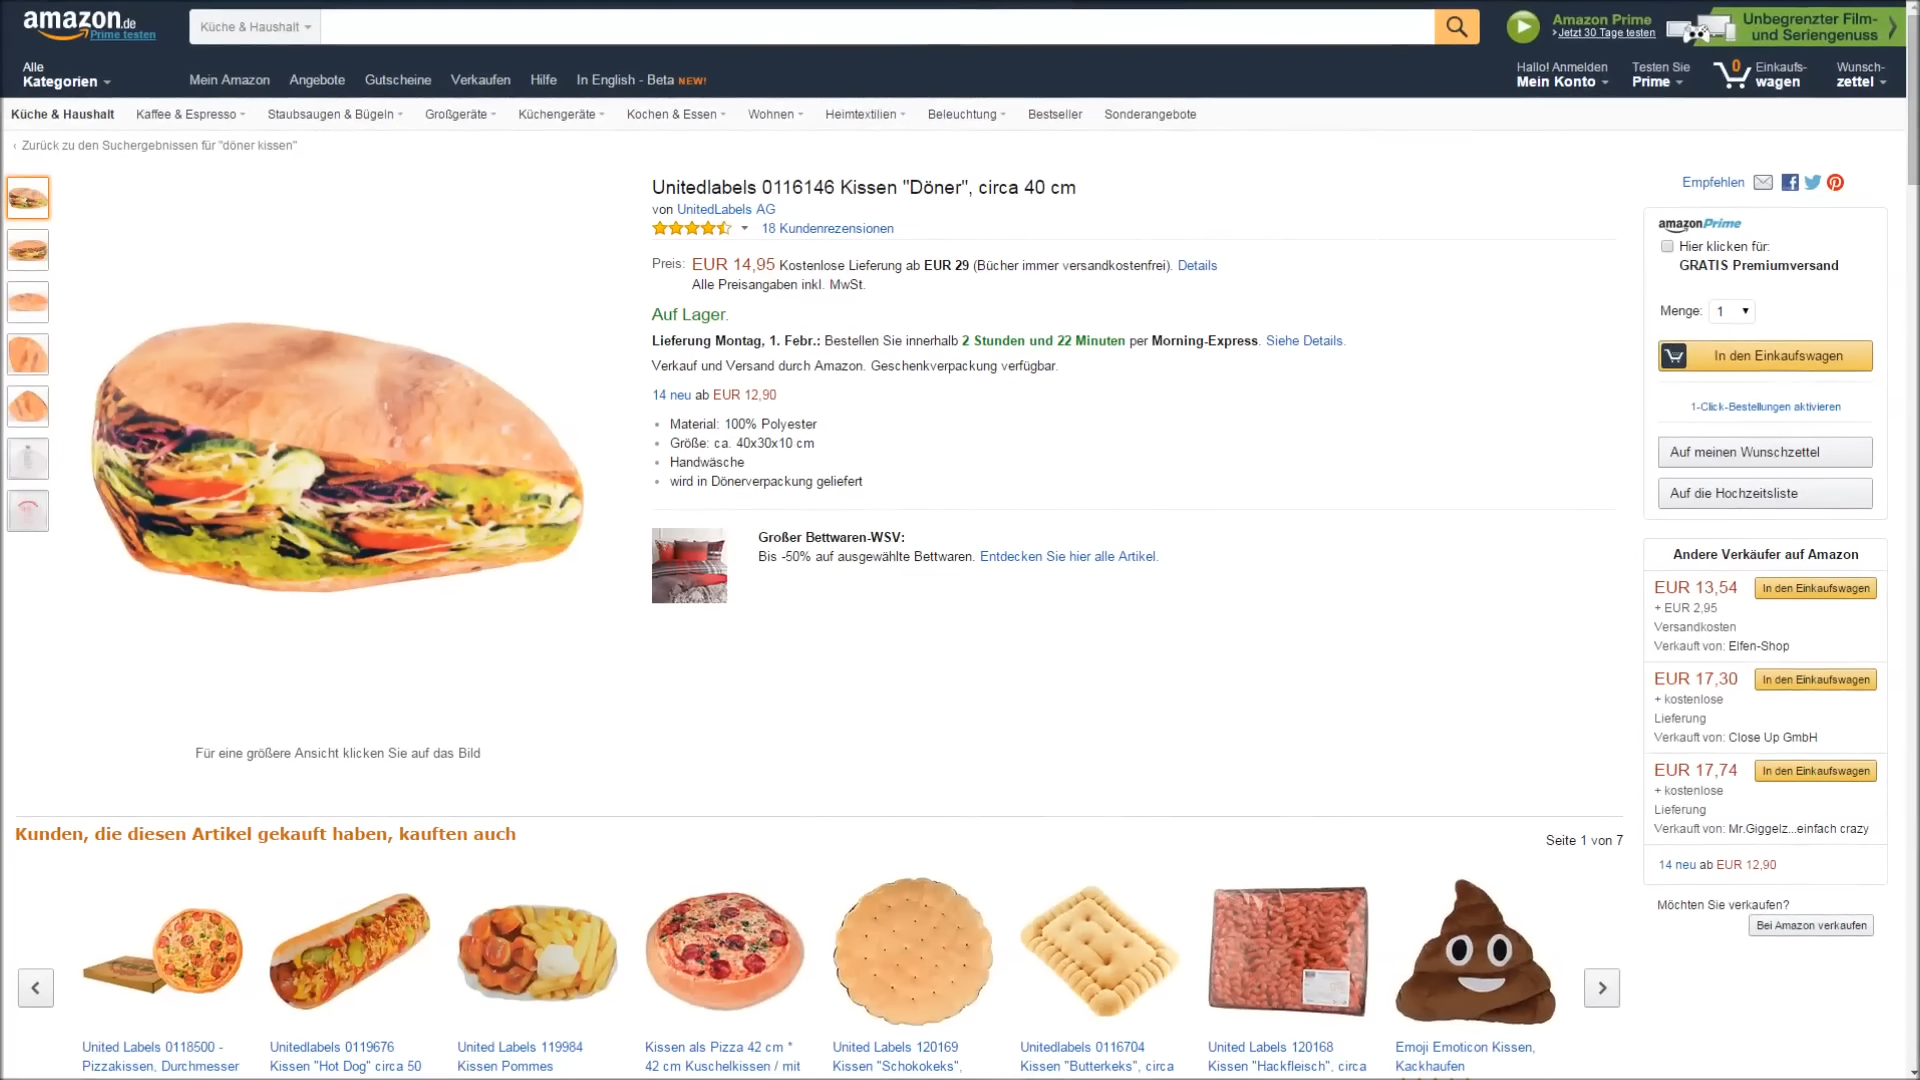 amazon.de
Prime testen
Küche & Haushalt
Amazon Prime
Jetzt 30 Tage testen
Unbegrenzter Film-
und Seriengenuss
Alle
Kategorien
Mein Amazon Angebote Gutscheine Verkaufen Hilfe In English - Beta NEW!
Hallo! Anmelden
Mein Konto
Testen Sie
Prime
0 Einkaufs-
wagen
Wunsch-
zettel
Küche & Haushalt Kaffee & Espresso Staubsaugen & Bügeln Großgeräte Küchengeräte Kochen & Essen Wohnen Heimtextilien Beleuchtung Bestseller Sonderangebote
‹ Zurück zu den Suchergebnissen für "döner kissen"
Unitedlabels 0116146 Kissen "Döner", circa 40 cm
von UnitedLabels AG
18 Kundenrezensionen
Preis: EUR 14,95 Kostenlose Lieferung ab EUR 29 (Bücher immer versandkostenfrei). Details
Alle Preisangaben inkl. MwSt.
Auf Lager.
Lieferung Montag, 1. Febr.: Bestellen Sie innerhalb 2 Stunden und 22 Minuten per Morning-Express. Siehe Details.
Verkauf und Versand durch Amazon. Geschenkverpackung verfügbar.
14 neu ab EUR 12,90
Material: 100% Polyester
Größe: ca. 40x30x10 cm
Handwäsche
wird in Dönerverpackung geliefert
Großer Bettwaren-WSV:
Bis -50% auf ausgewählte Bettwaren. Entdecken Sie hier alle Artikel.
Für eine größere Ansicht klicken Sie auf das Bild
Empfehlen
amazonPrime
Hier klicken für:
GRATIS Premiumversand
Menge: 1
In den Einkaufswagen
1-Click-Bestellungen aktivieren
Auf meinen Wunschzettel
Auf die Hochzeitsliste
Andere Verkäufer auf Amazon
EUR 13,54 In den Einkaufswagen
+ EUR 2,95
Versandkosten
Verkauft von: Elfen-Shop
EUR 17,30 In den Einkaufswagen
+ kostenlose
Lieferung
Verkauft von: Close Up GmbH
EUR 17,74 In den Einkaufswagen
+ kostenlose
Lieferung
Verkauft von: Mr.Giggelz...einfach crazy
14 neu ab EUR 12,90
Möchten Sie verkaufen?
Bei Amazon verkaufen
Kunden, die diesen Artikel gekauft haben, kauften auch
Seite 1 von 7
United Labels 0118500 -
Pizzakissen, Durchmesser
Unitedlabels 0119676
Kissen "Hot Dog" circa 50
United Labels 119984
Kissen Pommes
Kissen als Pizza 42 cm *
42 cm Kuschelkissen / mit
United Labels 120169
Kissen "Schokokeks",
Unitedlabels 0116704
Kissen "Butterkeks", circa
United Labels 120168
Kissen "Hackfleisch", circa
Emoji Emoticon Kissen,
Kackhaufen